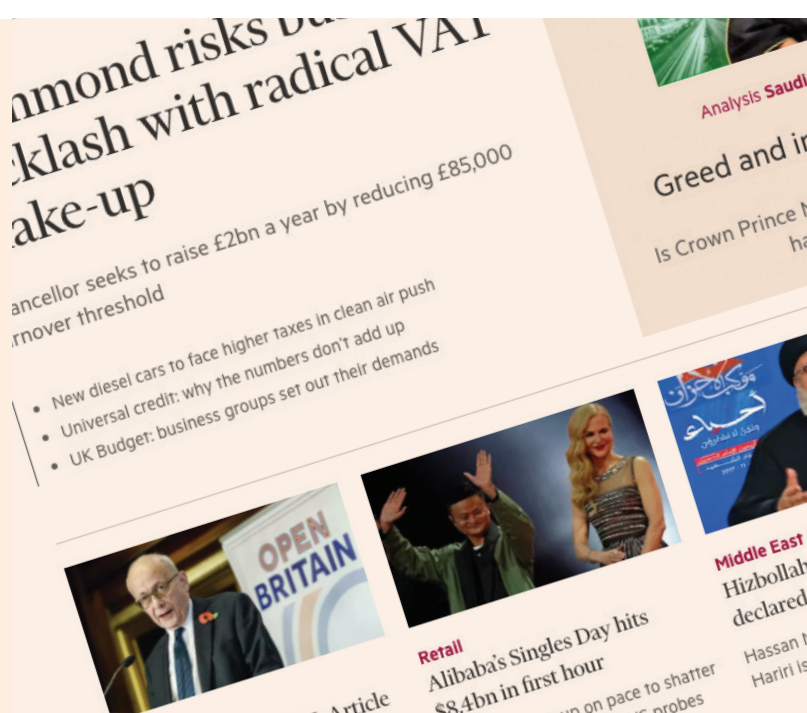 mmond risks bu
cklash with radical VAT
ake-up
ancellor seeks to raise £2bn a year by reducing £85,000
rnover threshold
New diesel cars to face higher taxes in clean air push
Universal credit: why the numbers don't add up
UK Budget: business groups set out their demands
Analysis Saudi
Greed and in
Is Crown Prince M
ha
OPEN
BRITAIN
Article
Retail
Alibaba's Singles Day hits
$8.4bn in first hour
on pace to shatter
probes
أحياء
Middle East
Hizbollah
declared
Hassan N
Hariri is